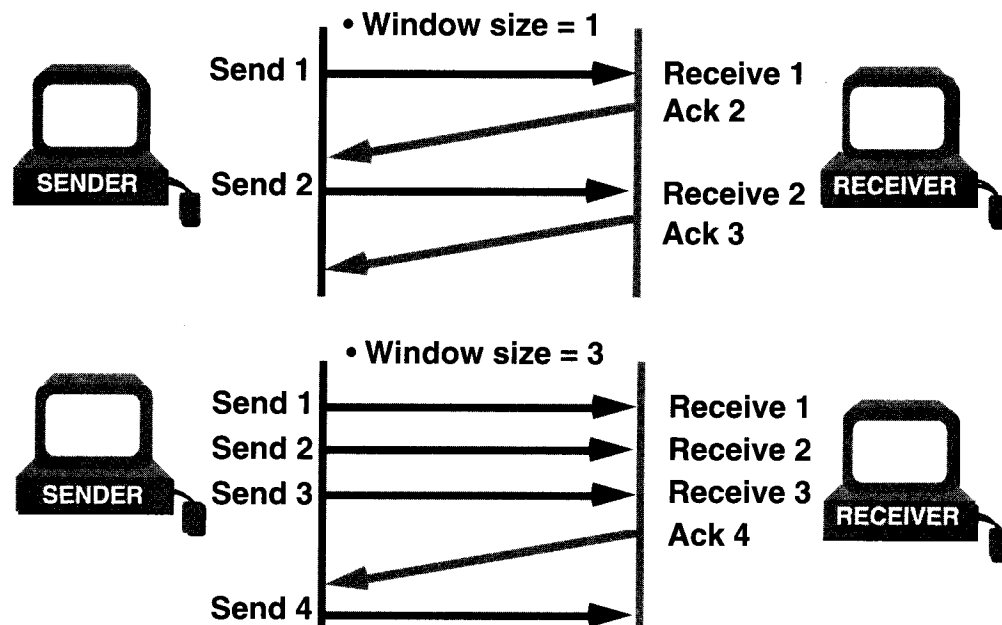 • Window size = 1
Send 1
Receive 1
Ack 2
SENDER
Send 2
Receive 2
RECEIVER
Ack 3
• Window size = 3
Send 1
Receive 1
Send 2
Receive 2
SENDER
Send 3
Receive 3
RECEIVER
Ack 4
Send 4